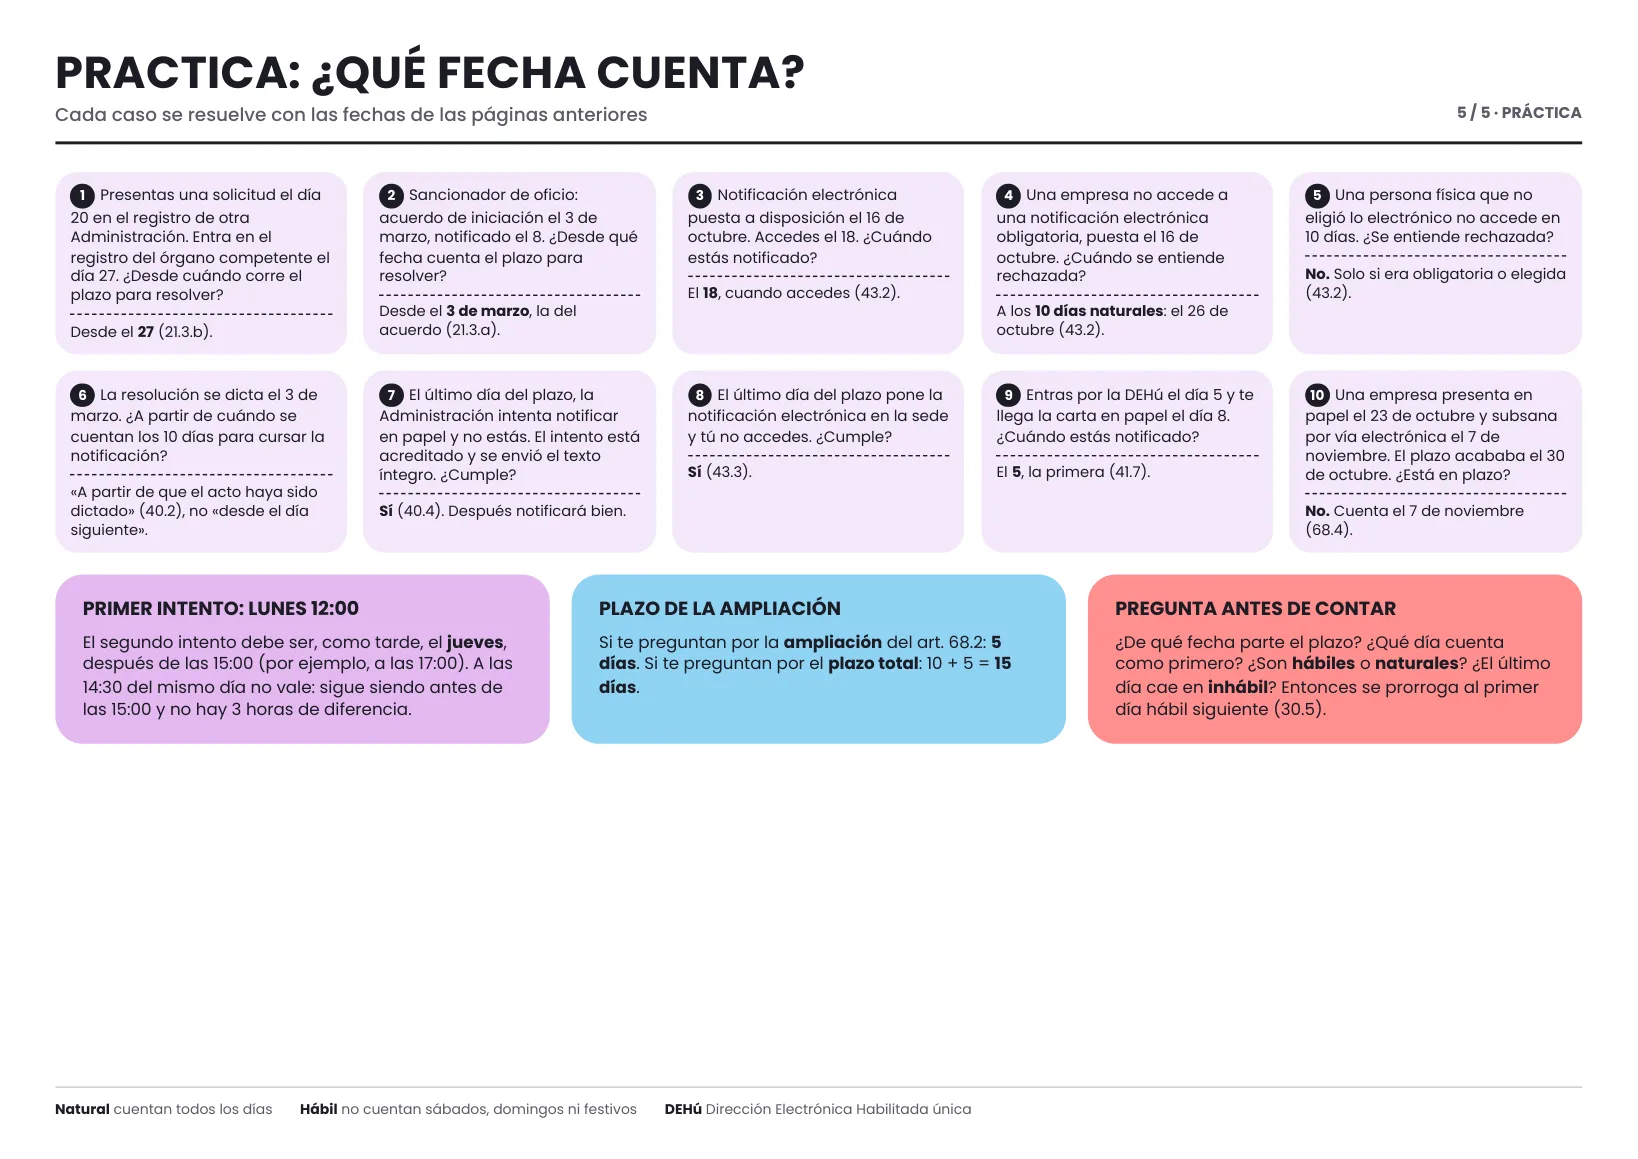 PRACTICA: ¿QUÉ FECHA CUENTA?
Cada caso se resuelve con las fechas de las páginas anteriores
5 / 5 · PRÁCTICA
1 Presentas una solicitud el día
20 en el registro de otra
Administración. Entra en el
registro del órgano competente el
día 27. ¿Desde cuándo corre el
plazo para resolver?
Desde el 27 (21.3.b).
2 Sancionador de oficio:
acuerdo de iniciación el 3 de
marzo, notificado el 8. ¿Desde qué
fecha cuenta el plazo para
resolver?
Desde el 3 de marzo, la del
acuerdo (21.3.a).
3 Notificación electrónica
puesta a disposición el 16 de
octubre. Accedes el 18. ¿Cuándo
estás notificado?
El 18, cuando accedes (43.2).
4 Una empresa no accede a
una notificación electrónica
obligatoria, puesta el 16 de
octubre. ¿Cuándo se entiende
rechazada?
A los 10 días naturales: el 26 de
octubre (43.2).
5 Una persona física que no
eligió lo electrónico no accede en
10 días. ¿Se entiende rechazada?
No. Solo si era obligatoria o elegida
(43.2).
6 La resolución se dicta el 3 de
marzo. ¿A partir de cuándo se
cuentan los 10 días para cursar la
notificación?
«A partir de que el acto haya sido
dictado» (40.2), no «desde el día
siguiente».
7 El último día del plazo, la
Administración intenta notificar
en papel y no estás. El intento está
acreditado y se envió el texto
íntegro. ¿Cumple?
Sí (40.4). Después notificará bien.
8 El último día del plazo pone la
notificación electrónica en la sede
y tú no accedes. ¿Cumple?
Sí (43.3).
9 Entras por la DEHú el día 5 y te
llega la carta en papel el día 8.
¿Cuándo estás notificado?
El 5, la primera (41.7).
10 Una empresa presenta en
papel el 23 de octubre y subsana
por vía electrónica el 7 de
noviembre. El plazo acababa el 30
de octubre. ¿Está en plazo?
No. Cuenta el 7 de noviembre
(68.4).
PRIMER INTENTO: LUNES 12:00
El segundo intento debe ser, como tarde, el jueves,
después de las 15:00 (por ejemplo, a las 17:00). A las
14:30 del mismo día no vale: sigue siendo antes de
las 15:00 y no hay 3 horas de diferencia.
PLAZO DE LA AMPLIACIÓN
Si te preguntan por la ampliación del art. 68.2: 5
días. Si te preguntan por el plazo total: 10 + 5 = 15
días.
PREGUNTA ANTES DE CONTAR
¿De qué fecha parte el plazo? ¿Qué día cuenta
como primero? ¿Son hábiles o naturales? ¿El último
día cae en inhábil? Entonces se prorroga al primer
día hábil siguiente (30.5).
Natural cuentan todos los días Hábil no cuentan sábados, domingos ni festivos DEHú Dirección Electrónica Habilitada única